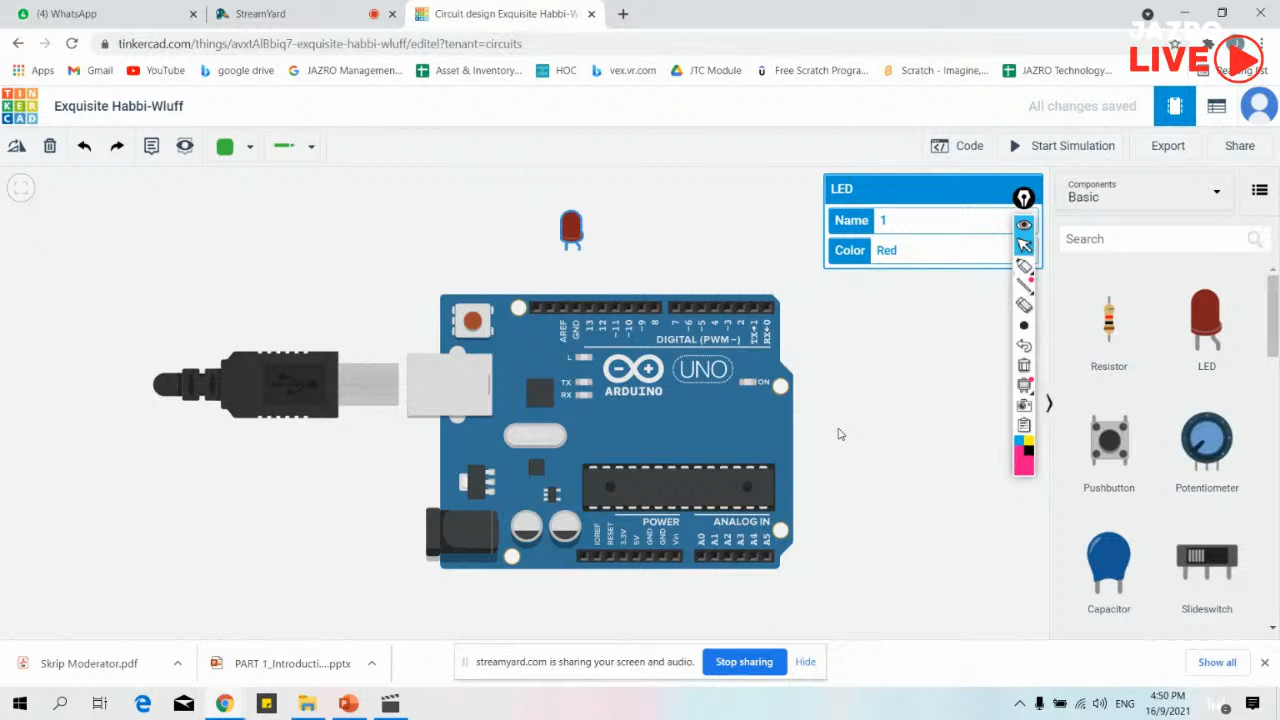 (4) WhatsApp
StreamYard
Circuit design Exquisite Habbi-W
tinkercad.com/things/avxtAlBbiq7-exquisite-habbi-wluff/editel?tenant=circuits
JAZRO
LIVE
Apps
Gmail
YouTube
google drive
JAZRO Managemen...
Asset & Inventory...
HOC
vex.vr.com
JTC Module
Free Scratch Progra...
Scratch - Imagine,...
JAZRO Technology...
Reading list
TIN
KER
CAD
Exquisite Habbi-Wluff
All changes saved
Code
Start Simulation
Export
Share
LED
Name 1
Color Red
Components
Basic
Search
Resistor
LED
Pushbutton
Potentiometer
Capacitor
Slideswitch
AREF
GND
13
12
~11
~10
~9
8
7
~6
~5
4
~3
2
TX→1
RX←0
DIGITAL (PWM~)
L
TX
RX
ARDUINO
UNO
ON
POWER
ANALOG IN
IOREF
RESET
3.3V
5V
GND
GND
Vin
A0
A1
A2
A3
A4
A5
Skrip Moderator.pdf
PART 1_Introducti....pptx
streamyard.com is sharing your screen and audio.
Stop sharing
Hide
Show all
ENG
4:50 PM
16/9/2021
2